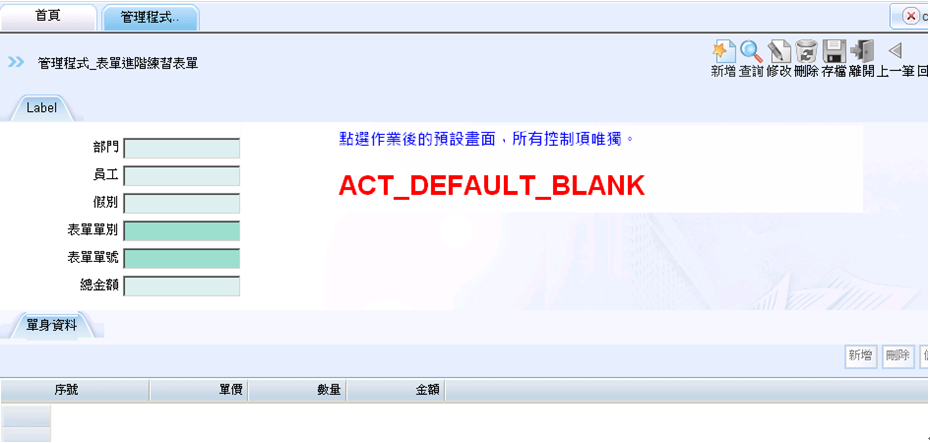 首頁
管理程式..
管理程式_表單進階練習表單
新增 查詢 修改 刪除 存檔 離開 上一筆
Label
部門
員工
假別
表單單別
表單單號
總金額
點選作業後的預設畫面，所有控制項唯獨。
ACT_DEFAULT_BLANK
單身資料
新增 刪除
序號 單價 數量 金額